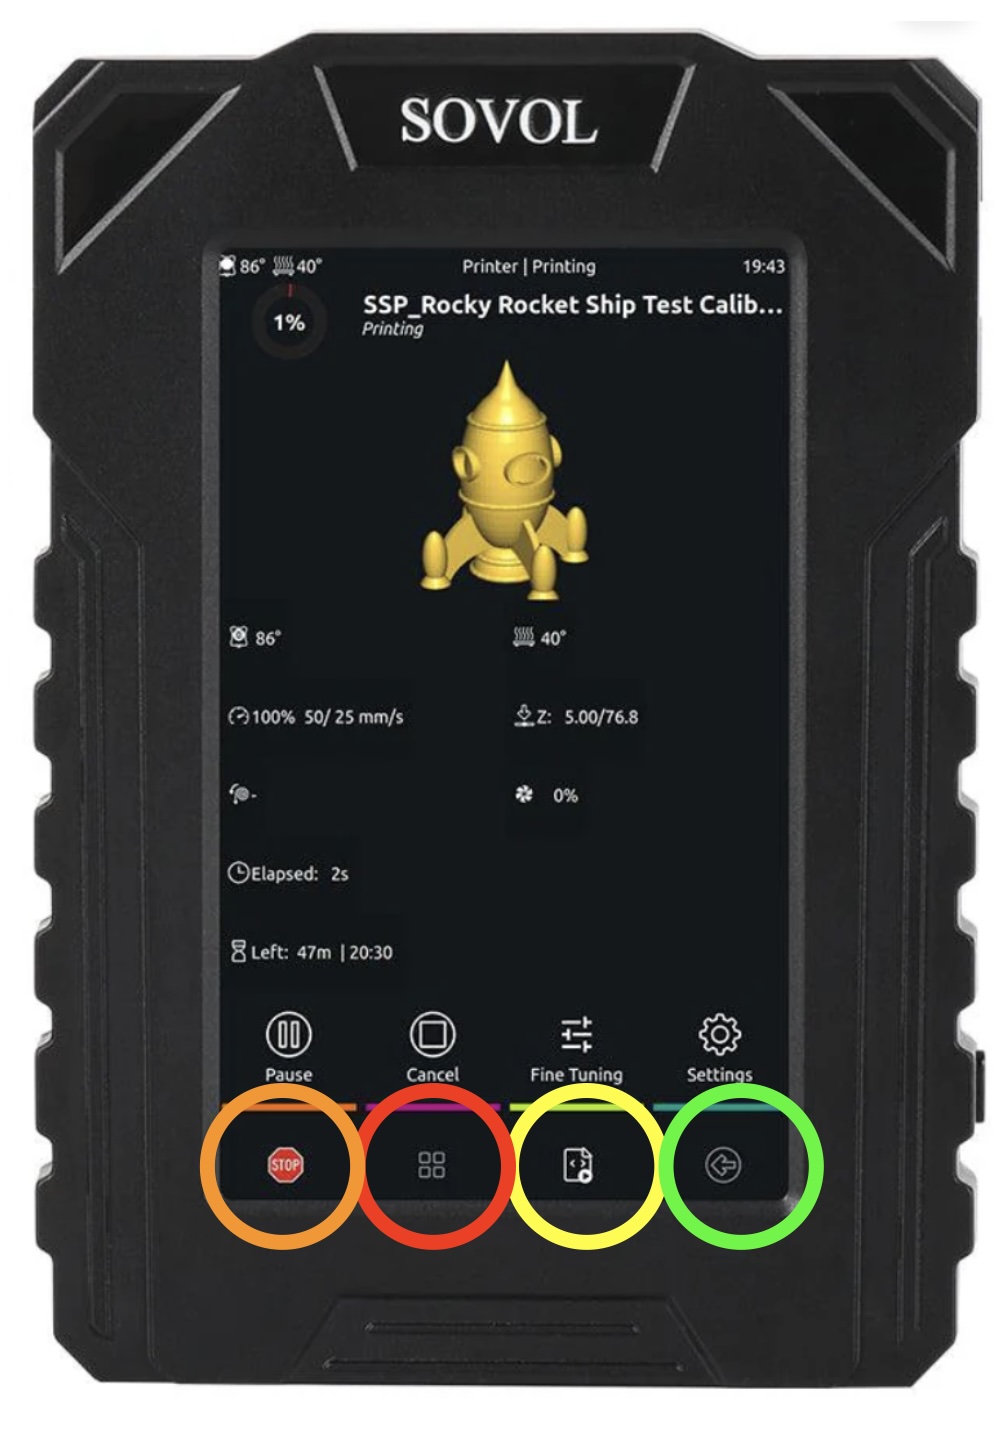 SOVOL
86° 40° Printer | Printing 19:43
1% SSP_Rocky Rocket Ship Test Calib...
Printing
86° 40°
100% 50/ 25 mm/s Z: 5.00/76.8
- 0%
Elapsed: 2s
Left: 47m | 20:30
Pause Cancel Fine Tuning Settings
STOP